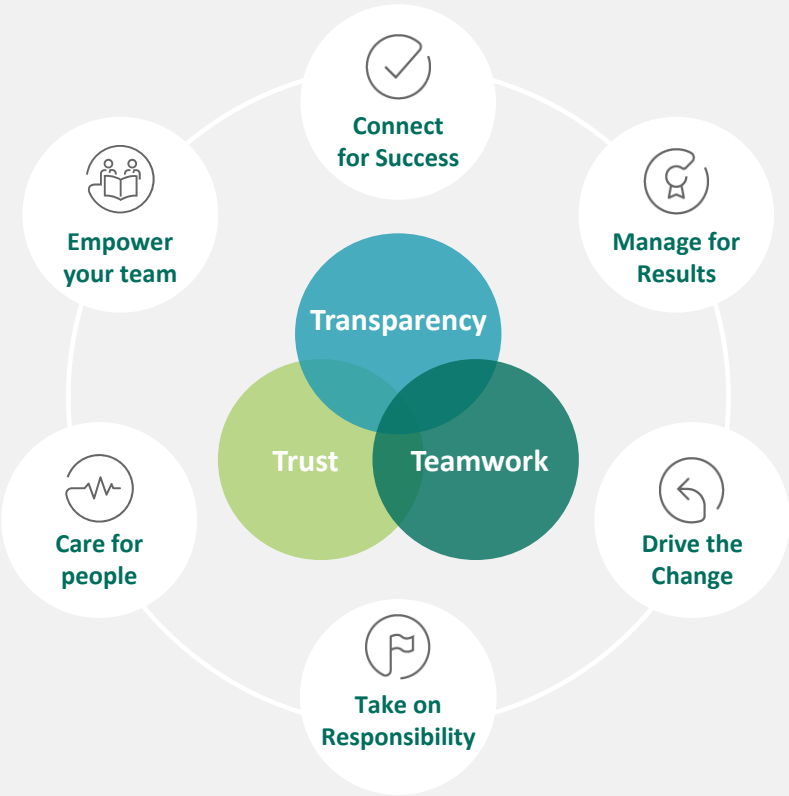 Connect
for Success
Empower
your team
Manage for
Results
Transparency
Trust
Teamwork
Care for
people
Drive the
Change
Take on
Responsibility